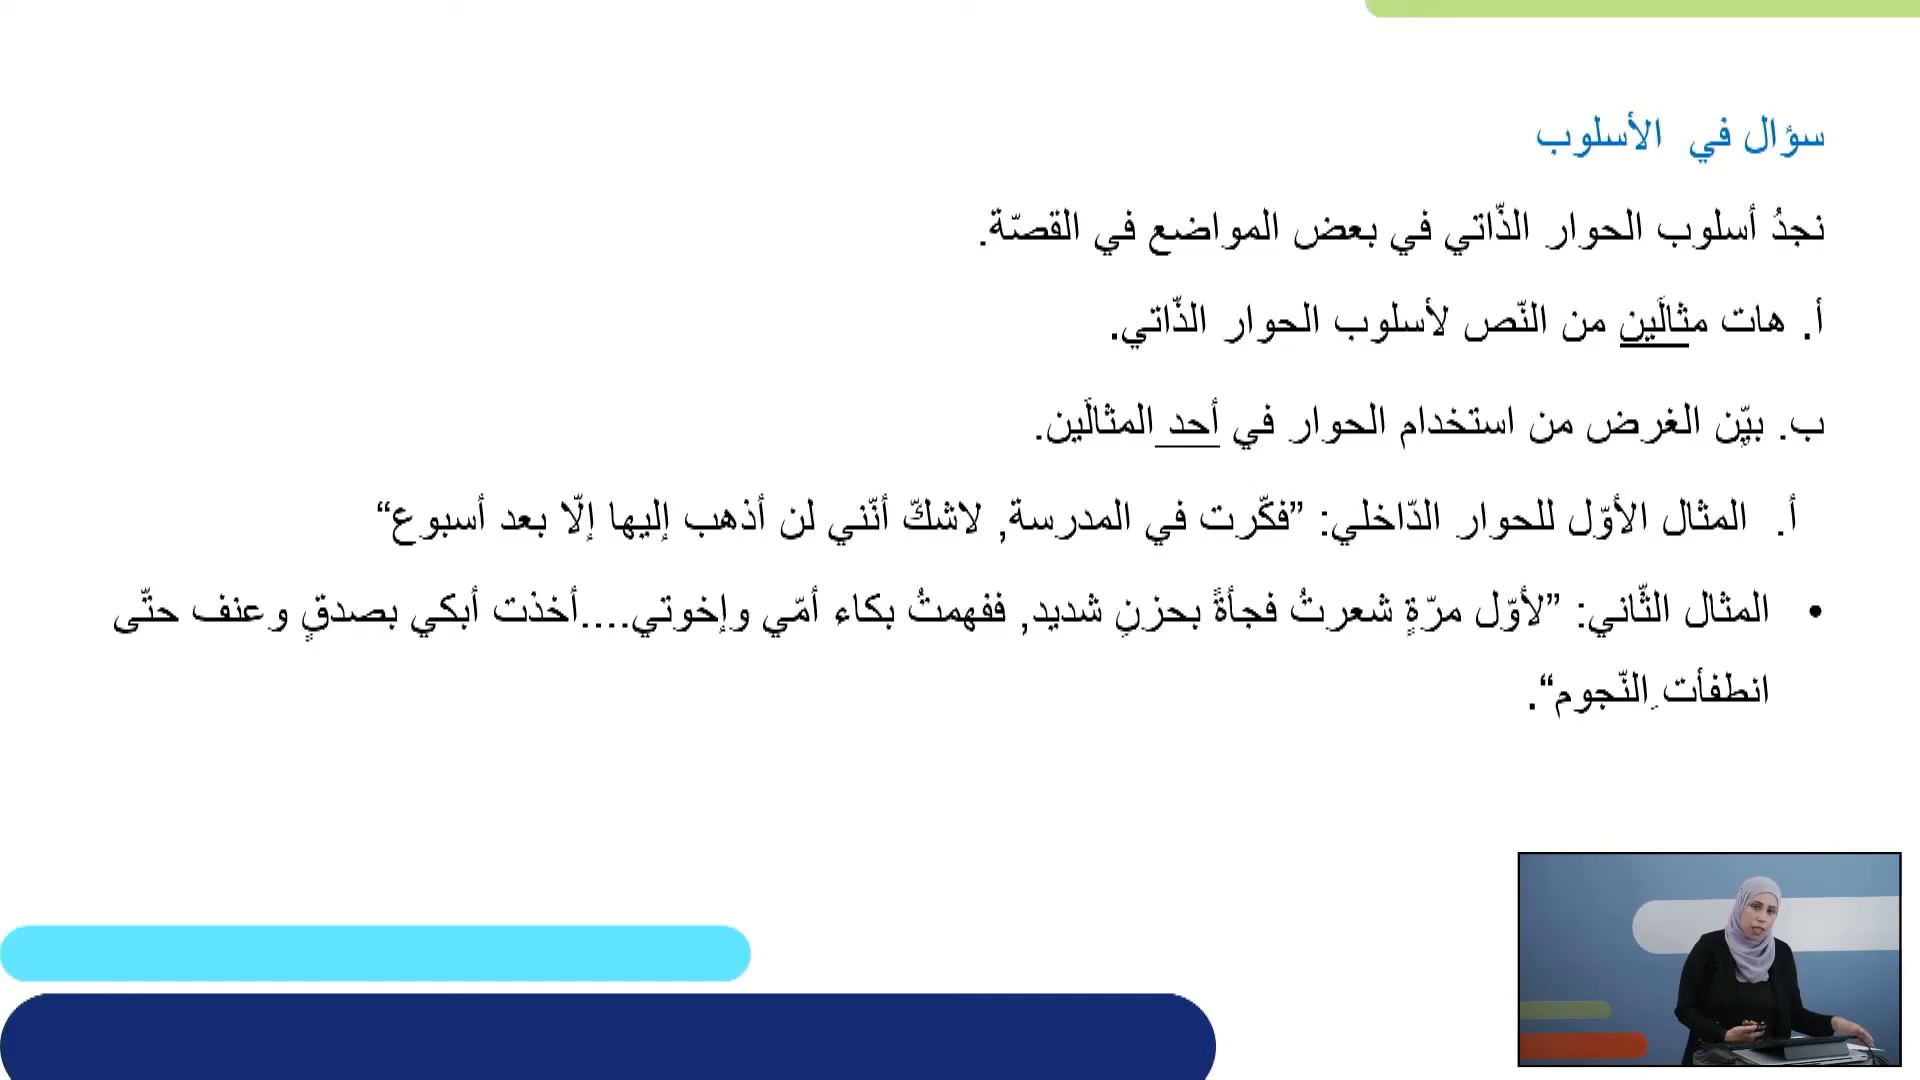 سؤال في الأسلوب
نجدُ أسلوب الحوار الذّاتي في بعض المواضع في القصّة.
أ. هات مثالَين من النّص لأسلوب الحوار الذّاتي.
ب. بيّن الغرض من استخدام الحوار في أحد المثالَين.
أ. المثال الأوّل للحوار الدّاخلي: ”فكّرت في المدرسة, لاشكّ أنّني لن أذهب إليها إلّا بعد أسبوع“
• المثال الثّاني: ”لأوّل مرّةٍ شعرتُ فجأةً بحزنٍ شديد, ففهمتُ بكاء أمّي وإخوتي....أخذت أبكي بصدقٍ وعنف حتّى
انطفأت النّجوم“.